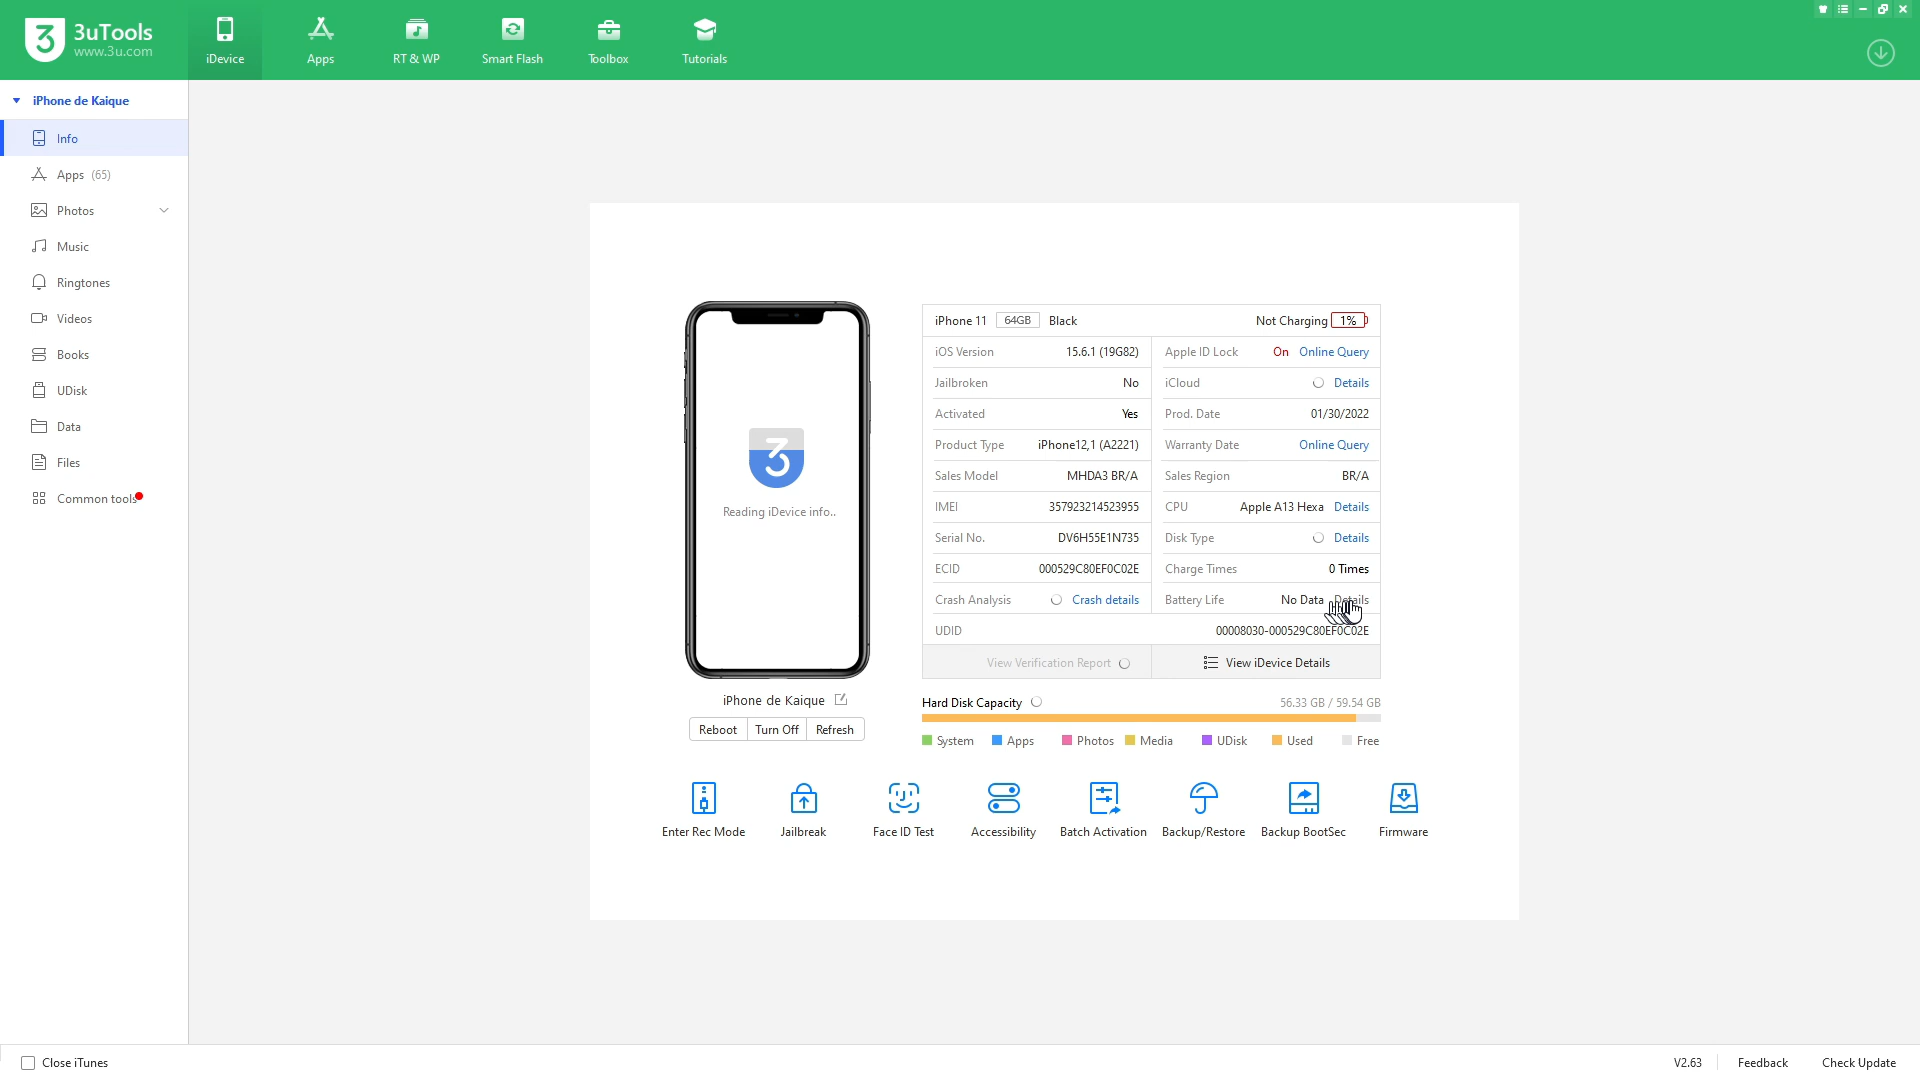 3uTools
www.3u.com
iDevice
Apps
RT & WP
Smart Flash
Toolbox
Tutorials
iPhone de Kaique
Info
Apps (65)
Photos
Music
Ringtones
Videos
Books
UDisk
Data
Files
Common tools
3
Reading iDevice info..
iPhone de Kaique
Reboot Turn Off Refresh
iPhone 11 64GB Black Not Charging 1%
iOS Version 15.6.1 (19G82) Apple ID Lock On Online Query
Jailbroken No iCloud Details
Activated Yes Prod. Date 01/30/2022
Product Type iPhone12,1 (A2221) Warranty Date Online Query
Sales Model MHDA3 BR/A Sales Region BR/A
IMEI 357923214523955 CPU Apple A13 Hexa Details
Serial No. DV6H55E1N735 Disk Type Details
ECID 000529C80EF0C02E Charge Times 0 Times
Crash Analysis Crash details Battery Life No Data Details
UDID 00008030-000529C80EF0C02E
View Verification Report View iDevice Details
Hard Disk Capacity 56.33 GB / 59.54 GB
System Apps Photos Media UDisk Used Free
Enter Rec Mode
Jailbreak
Face ID Test
Accessibility
Batch Activation
Backup/Restore
Backup BootSec
Firmware
Close iTunes
V2.63
Feedback
Check Update